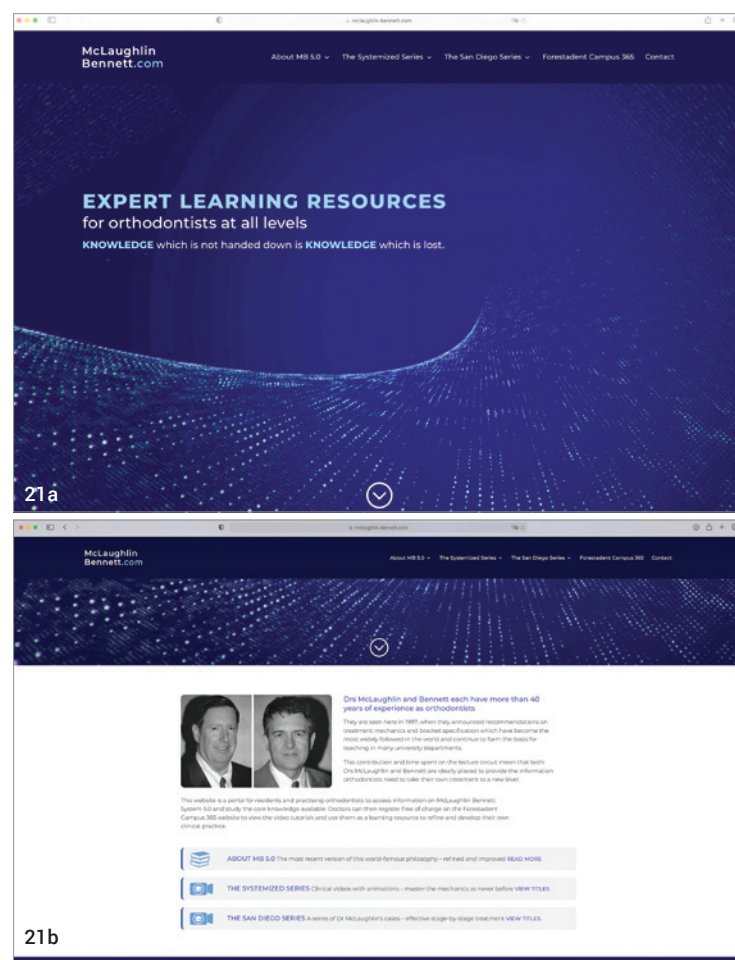 mclaughlin-bennett.com
McLaughlin
Bennett.com
About MB 5.0
The Systemized Series
The San Diego Series
Forestadent Campus 365
Contact
EXPERT LEARNING RESOURCES
for orthodontists at all levels
KNOWLEDGE which is not handed down is KNOWLEDGE which is lost.
21a
mclaughlin-bennett.com
McLaughlin
Bennett.com
About MB 5.0
The Systemized Series
The San Diego Series
Forestadent Campus 365
Contact
Drs McLaughlin and Bennett each have more than 40
years of experience as orthodontists
They are seen here in 1997, when they announced recommendations on
treatment mechanics and bracket specification which have become the
most widely followed in the world and continue to form the basis for
teaching in many university departments.
This contribution and time spent on the lecture circuit mean that both
Drs McLaughlin and Bennett are ideally placed to provide the information
orthodontists need to take their own treatment to a new level.
This website is a portal for residents and practising orthodontists to access information on McLaughlin Bennett
System 5.0 and study the core knowledge available. Doctors can then register free of charge on the Forestadent
Campus 365 website to view the video tutorials and use them as a learning resource to refine and develop their own
clinical practice.
ABOUT MB 5.0 The most recent version of this world-famous philosophy - refined and improved READ MORE
THE SYSTEMIZED SERIES Clinical videos with animations - master the mechanics as never before VIEW TITLES
THE SAN DIEGO SERIES A series of Dr McLaughlin's cases - effective stage-by-stage treatment VIEW TITLES
21b